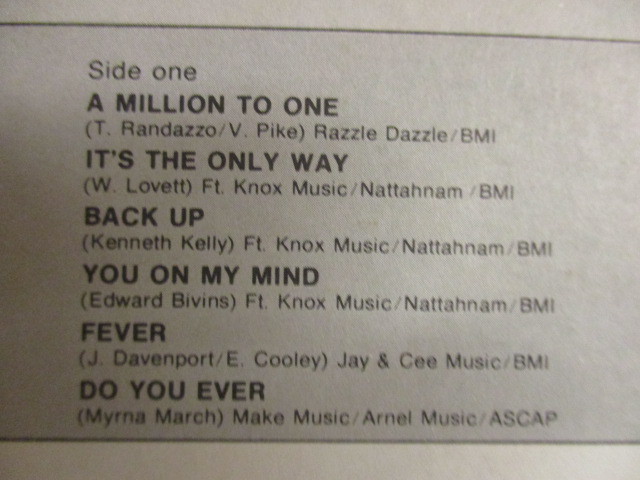 Side one
A MILLION TO ONE
(T. Randazzo/V. Pike) Razzle Dazzle/BMI
IT'S THE ONLY WAY
(W. Lovett) Ft. Knox Music/Nattahnam/BMI
BACK UP
(Kenneth Kelly) Ft. Knox Music/Nattahnam/BMI
YOU ON MY MIND
(Edward Bivins) Ft. Knox Music/Nattahnam/BMI
FEVER
(J. Davenport/E. Cooley) Jay & Cee Music/BMI
DO YOU EVER
(Myrna March) Make Music/Arnel Music/ASCAP